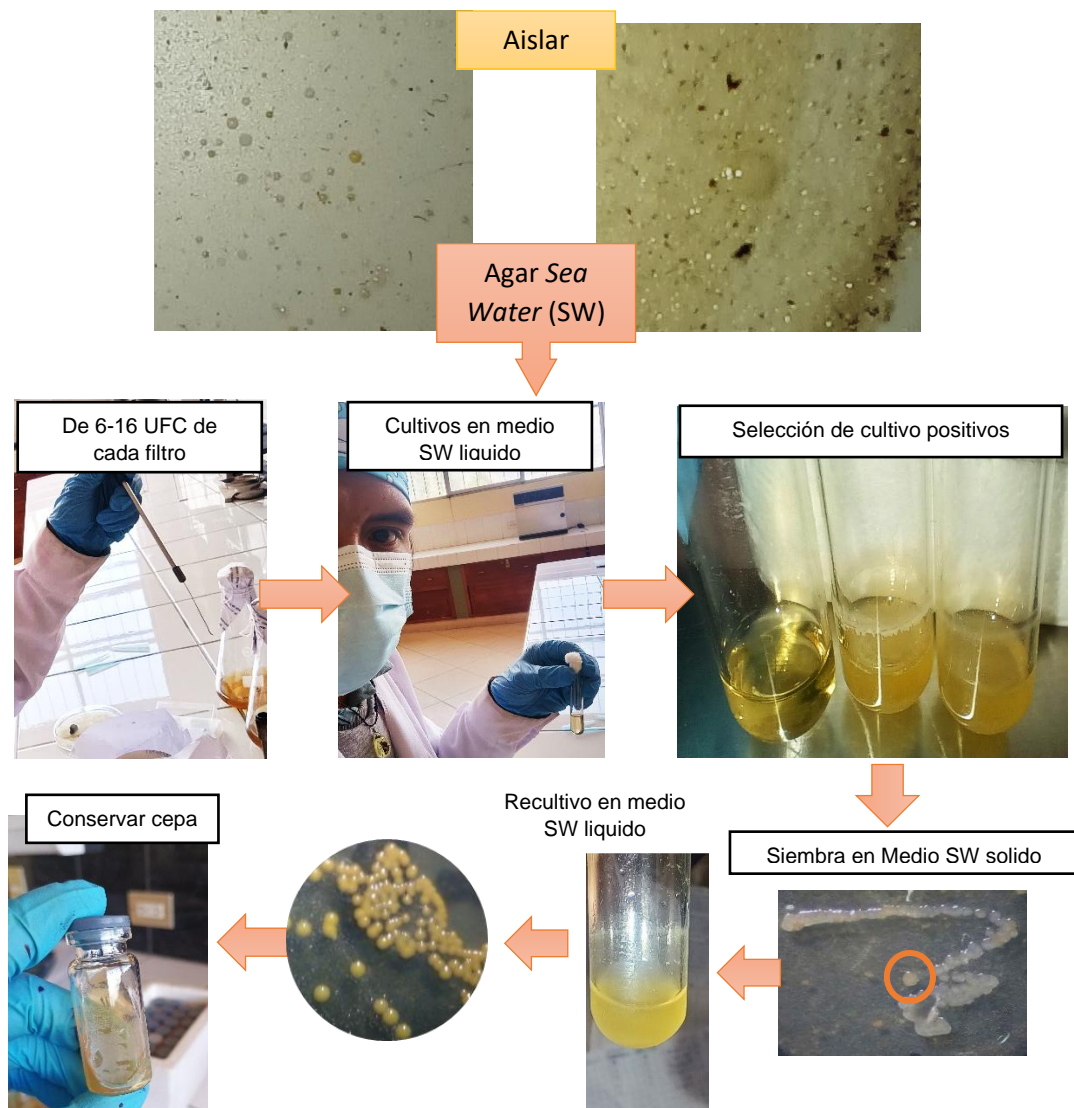 Aislar
Agar Sea
Water (SW)
De 6-16 UFC de
cada filtro
Cultivos en medio
SW liquido
Selección de cultivo positivos
Siembra en Medio SW solido
Recultivo en medio
SW liquido
Conservar cepa